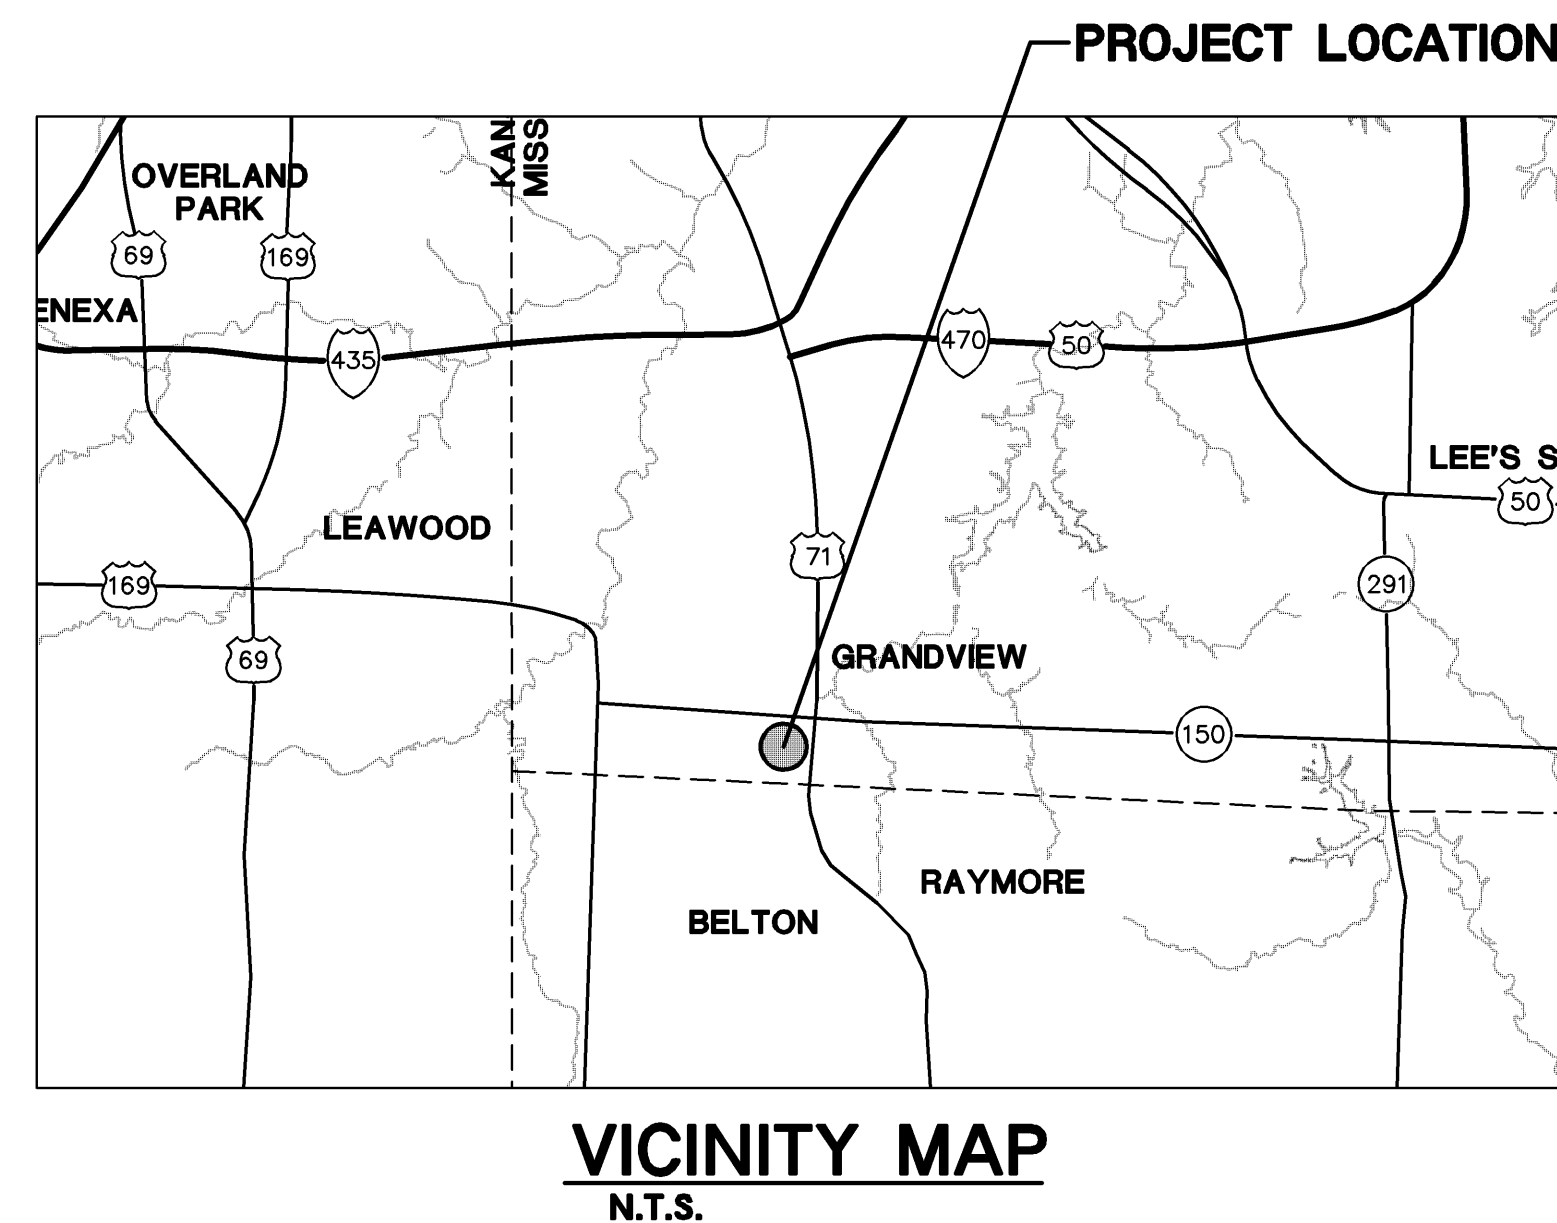 PROJECT LOCATION
KAN
MISS
OVERLAND
PARK
69
169
ENEXA
435
470
50
LEE'S S
50
LEAWOOD
71
169
291
GRANDVIEW
69
150
RAYMORE
BELTON
VICINITY MAP
N.T.S.